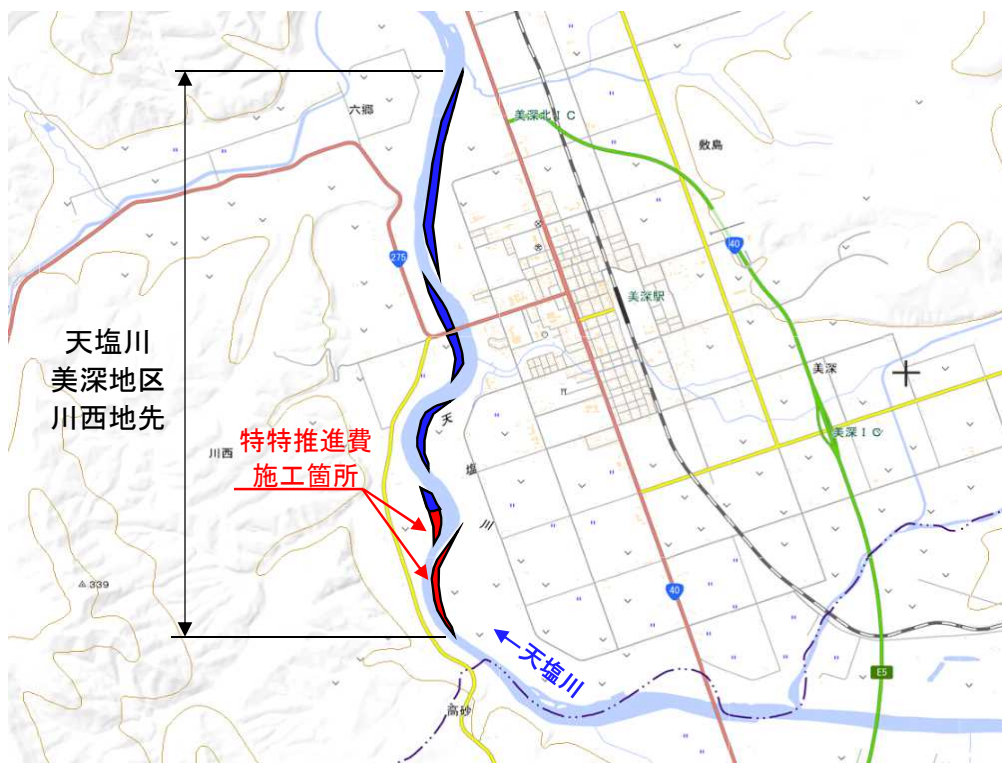 六郷
美深北IC
敷島
275
40
天塩川
美深地区
川西地先
美深駅
美深
美深IC
天
塩
川
川西
特特推進費
施工箇所
339
40
天塩川
E5
高砂